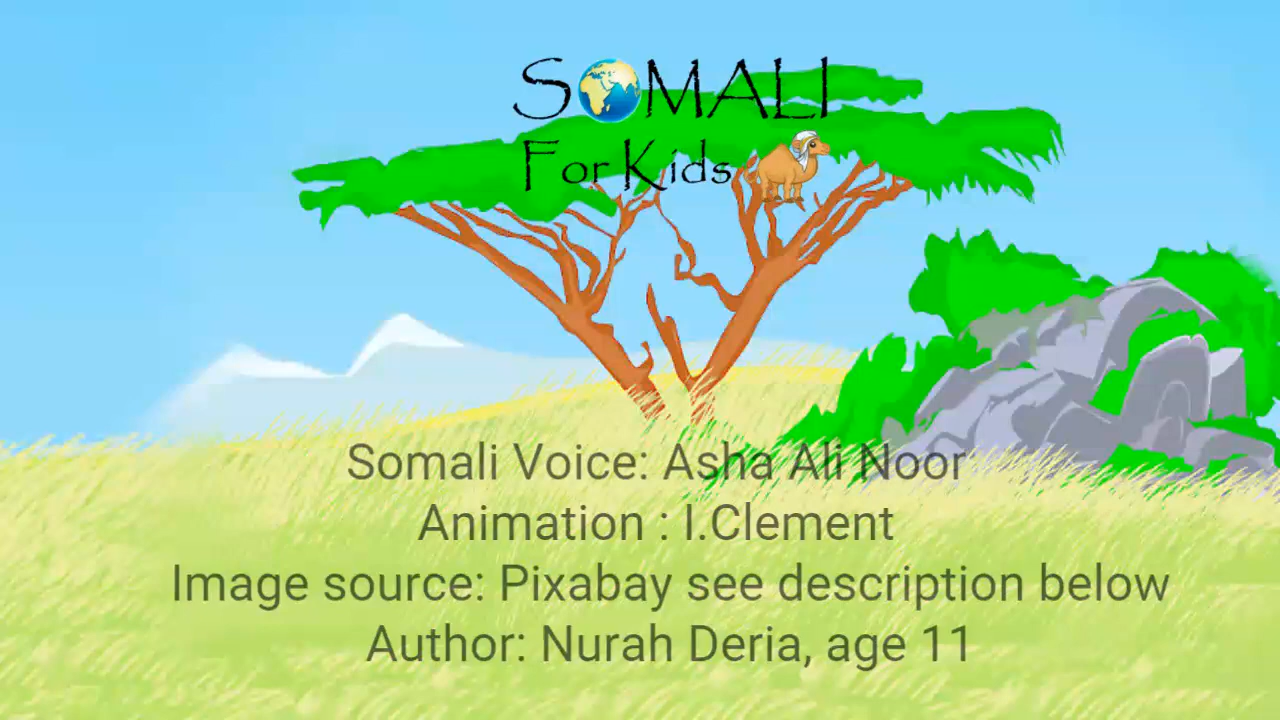 SOMALI
For Kids
Somali Voice: Asha Ali Noor
Animation : I.Clement
Image source: Pixabay see description below
Author: Nurah Deria, age 11